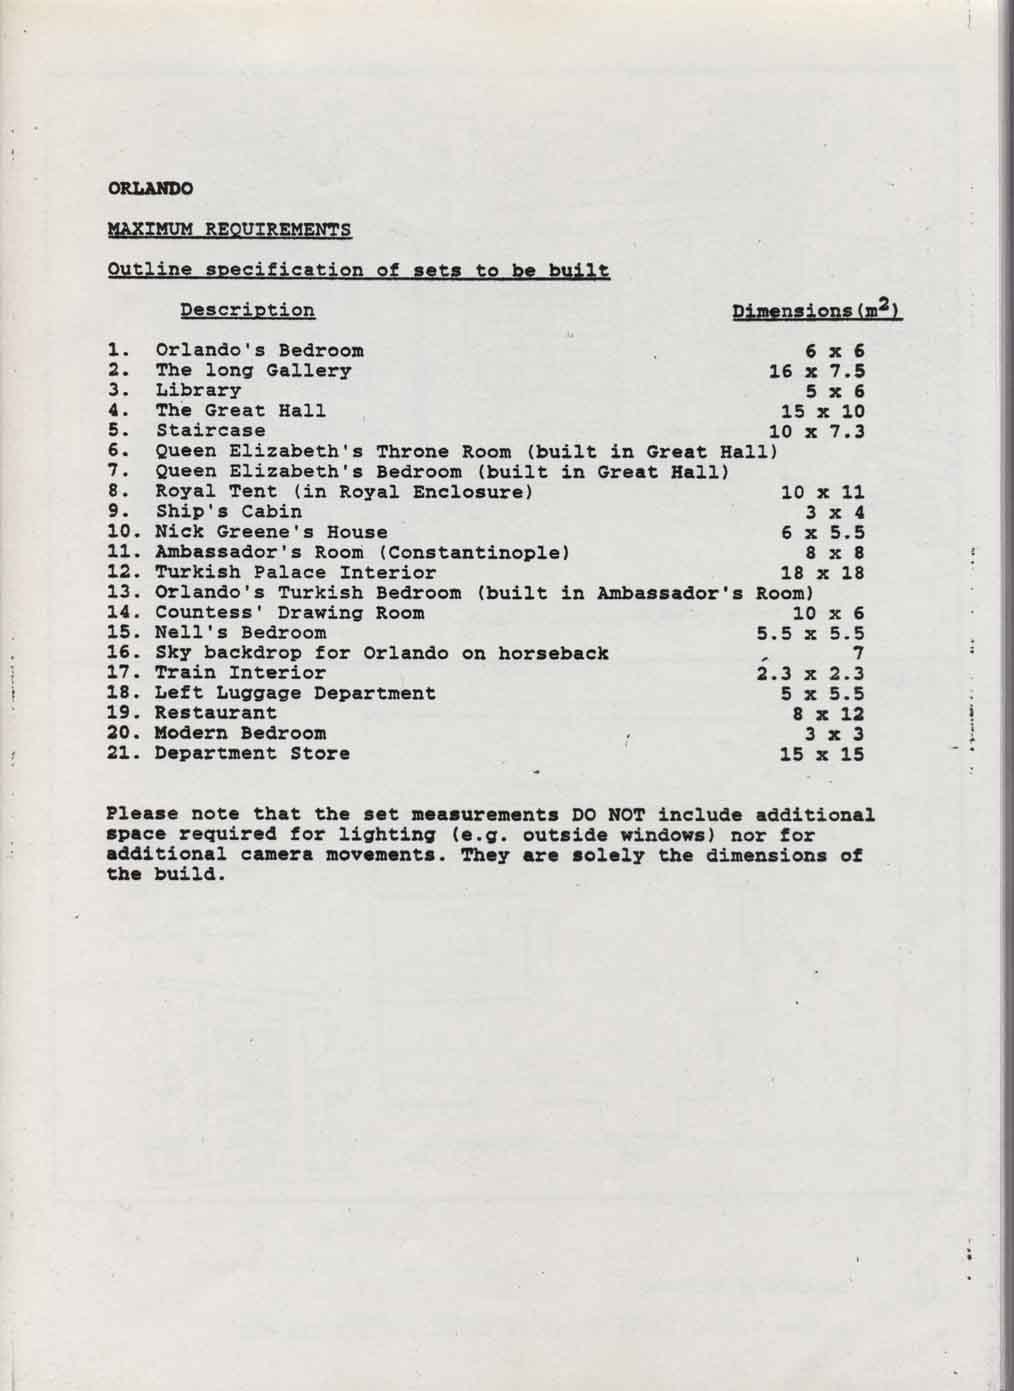 ORLANDO
MAXIMUM REQUIREMENTS
Outline specification of sets to be built
Description Dimensions(m²)
1. Orlando's Bedroom 6 x 6
2. The long Gallery 16 x 7.5
3. Library 5 x 6
4. The Great Hall 15 x 10
5. Staircase 10 x 7.3
6. Queen Elizabeth's Throne Room (built in Great Hall)
7. Queen Elizabeth's Bedroom (built in Great Hall)
8. Royal Tent (in Royal Enclosure) 10 x 11
9. Ship's Cabin 3 x 4
10. Nick Greene's House 6 x 5.5
11. Ambassador's Room (Constantinople) 8 x 8
12. Turkish Palace Interior 18 x 18
13. Orlando's Turkish Bedroom (built in Ambassador's Room)
14. Countess' Drawing Room 10 x 6
15. Nell's Bedroom 5.5 x 5.5
16. Sky backdrop for Orlando on horseback 7
17. Train Interior 2.3 x 2.3
18. Left Luggage Department 5 x 5.5
19. Restaurant 8 x 12
20. Modern Bedroom 3 x 3
21. Department Store 15 x 15
Please note that the set measurements DO NOT include additional
space required for lighting (e.g. outside windows) nor for
additional camera movements. They are solely the dimensions of
the build.